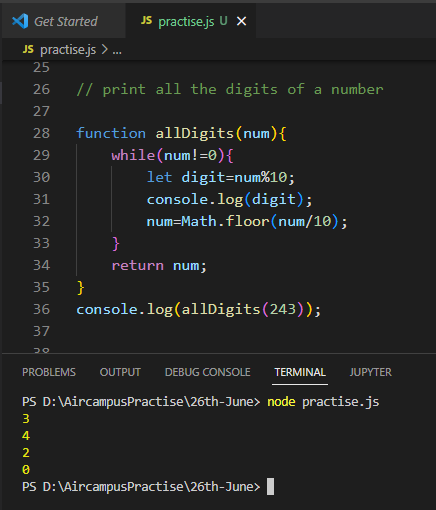 Get Started
JS practise.js U ×
JS practise.js > ...
25
26 // print all the digits of a number
27
28 function allDigits(num){
29     while(num!=0){
30         let digit=num%10;
31         console.log(digit);
32         num=Math.floor(num/10);
33     }
34     return num;
35 }
36 console.log(allDigits(243));
37
38
PROBLEMS OUTPUT DEBUG CONSOLE TERMINAL JUPYTER
PS D:\AircampusPractise\26th-June> node practise.js
3
4
2
0
PS D:\AircampusPractise\26th-June>